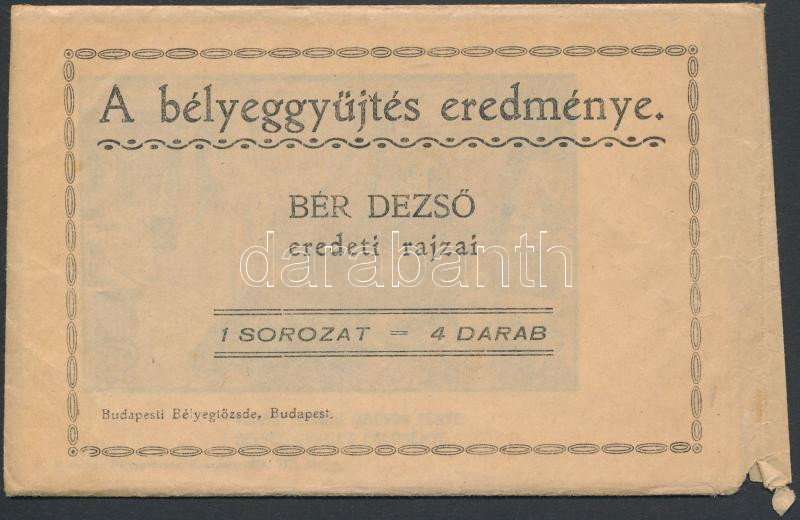 A bélyeggyűjtés eredménye.
BÉR DEZSŐ
eredeti rajzai
darabanth
1 SOROZAT = 4 DARAB
Budapesti Bélyegtőzsde, Budapest.